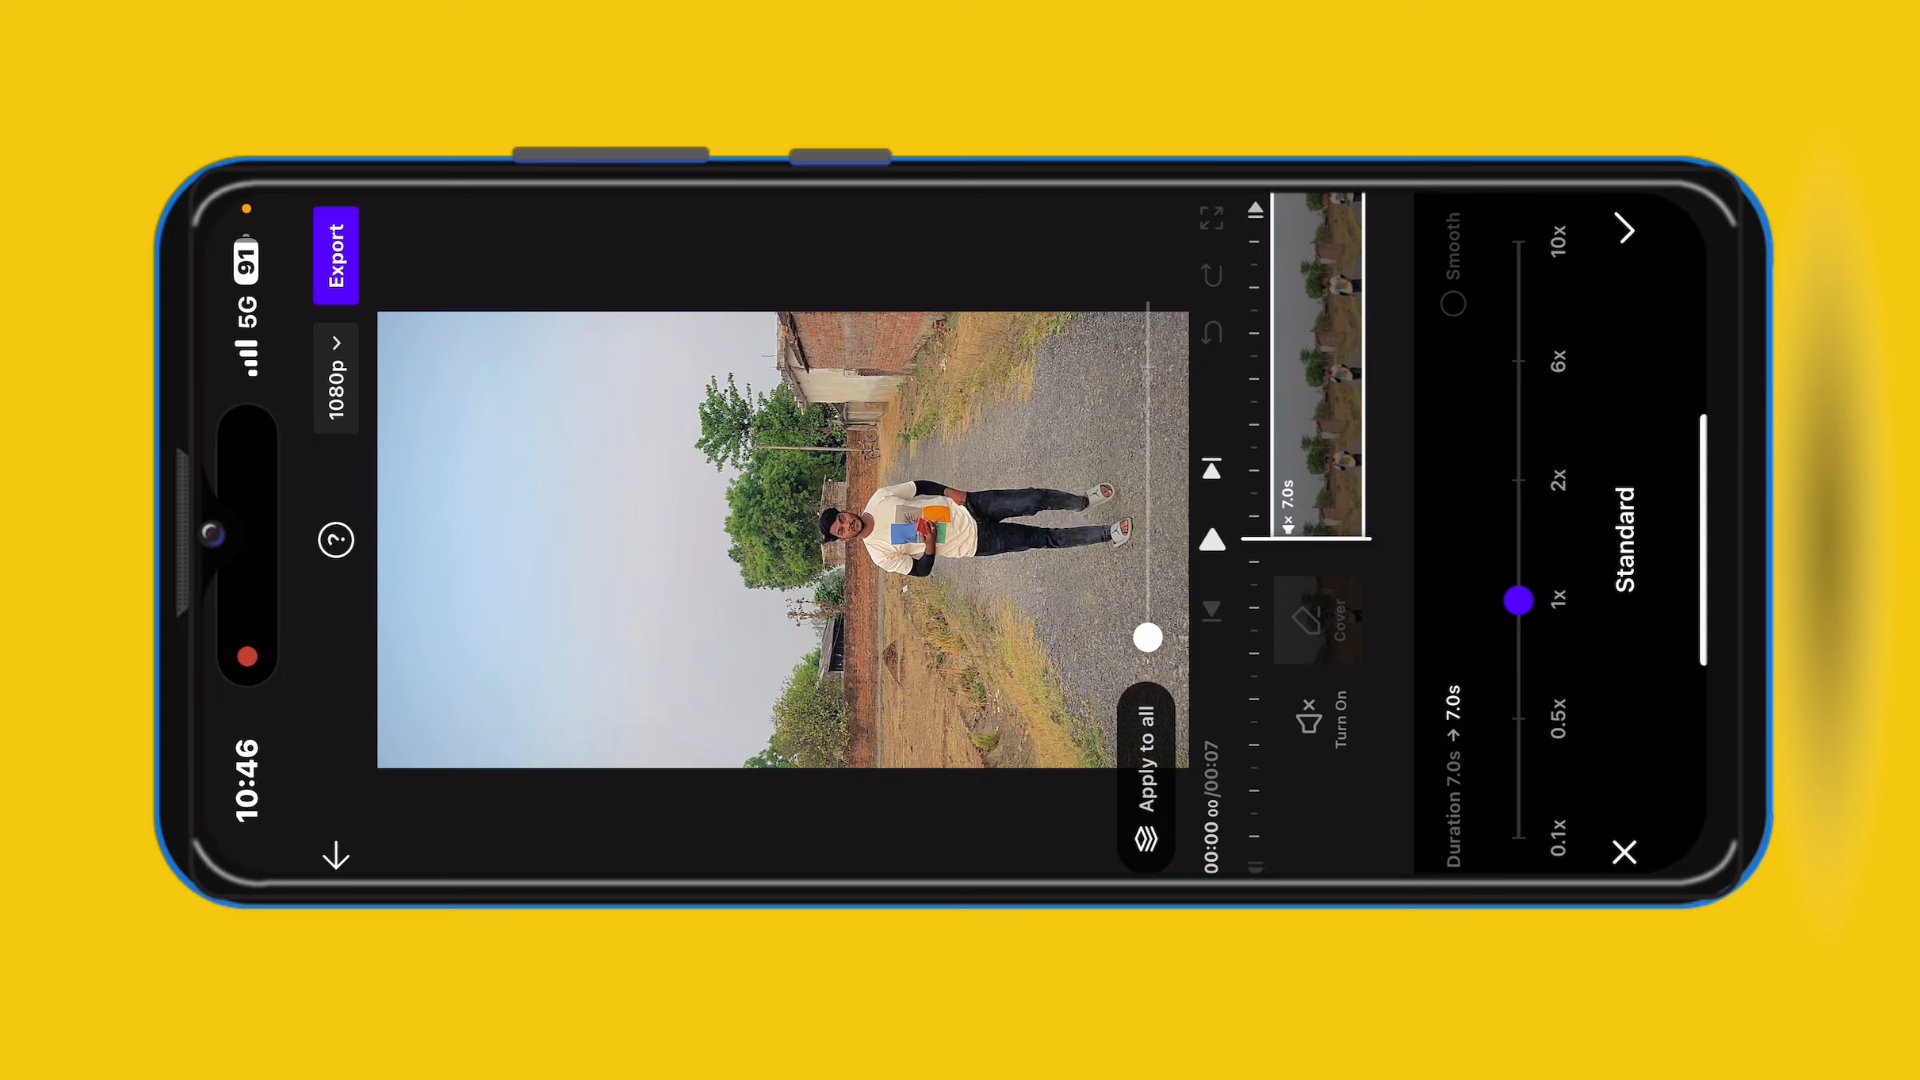 10:46
5G 91
?
1080p
Export
Apply to all
00:00 00/00:07
7.0s
Turn On
Cover
Duration 7.0s → 7.0s
Smooth
0.1x 0.5x 1x 2x 6x 10x
Standard